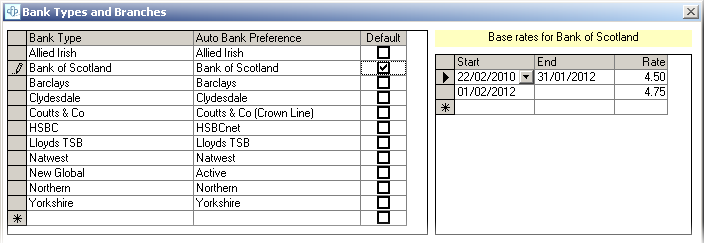 Bank Types and Branches
Bank Type Auto Bank Preference Default
Allied Irish Allied Irish
Bank of Scotland Bank of Scotland
Barclays Barclays
Clydesdale Clydesdale
Coutts & Co Coutts & Co (Crown Line)
HSBC HSBCnet
Lloyds TSB Lloyds TSB
Natwest Natwest
New Global Active
Northern Northern
Yorkshire Yorkshire
Base rates for Bank of Scotland
Start End Rate
22/02/2010 31/01/2012 4.50
01/02/2012 4.75